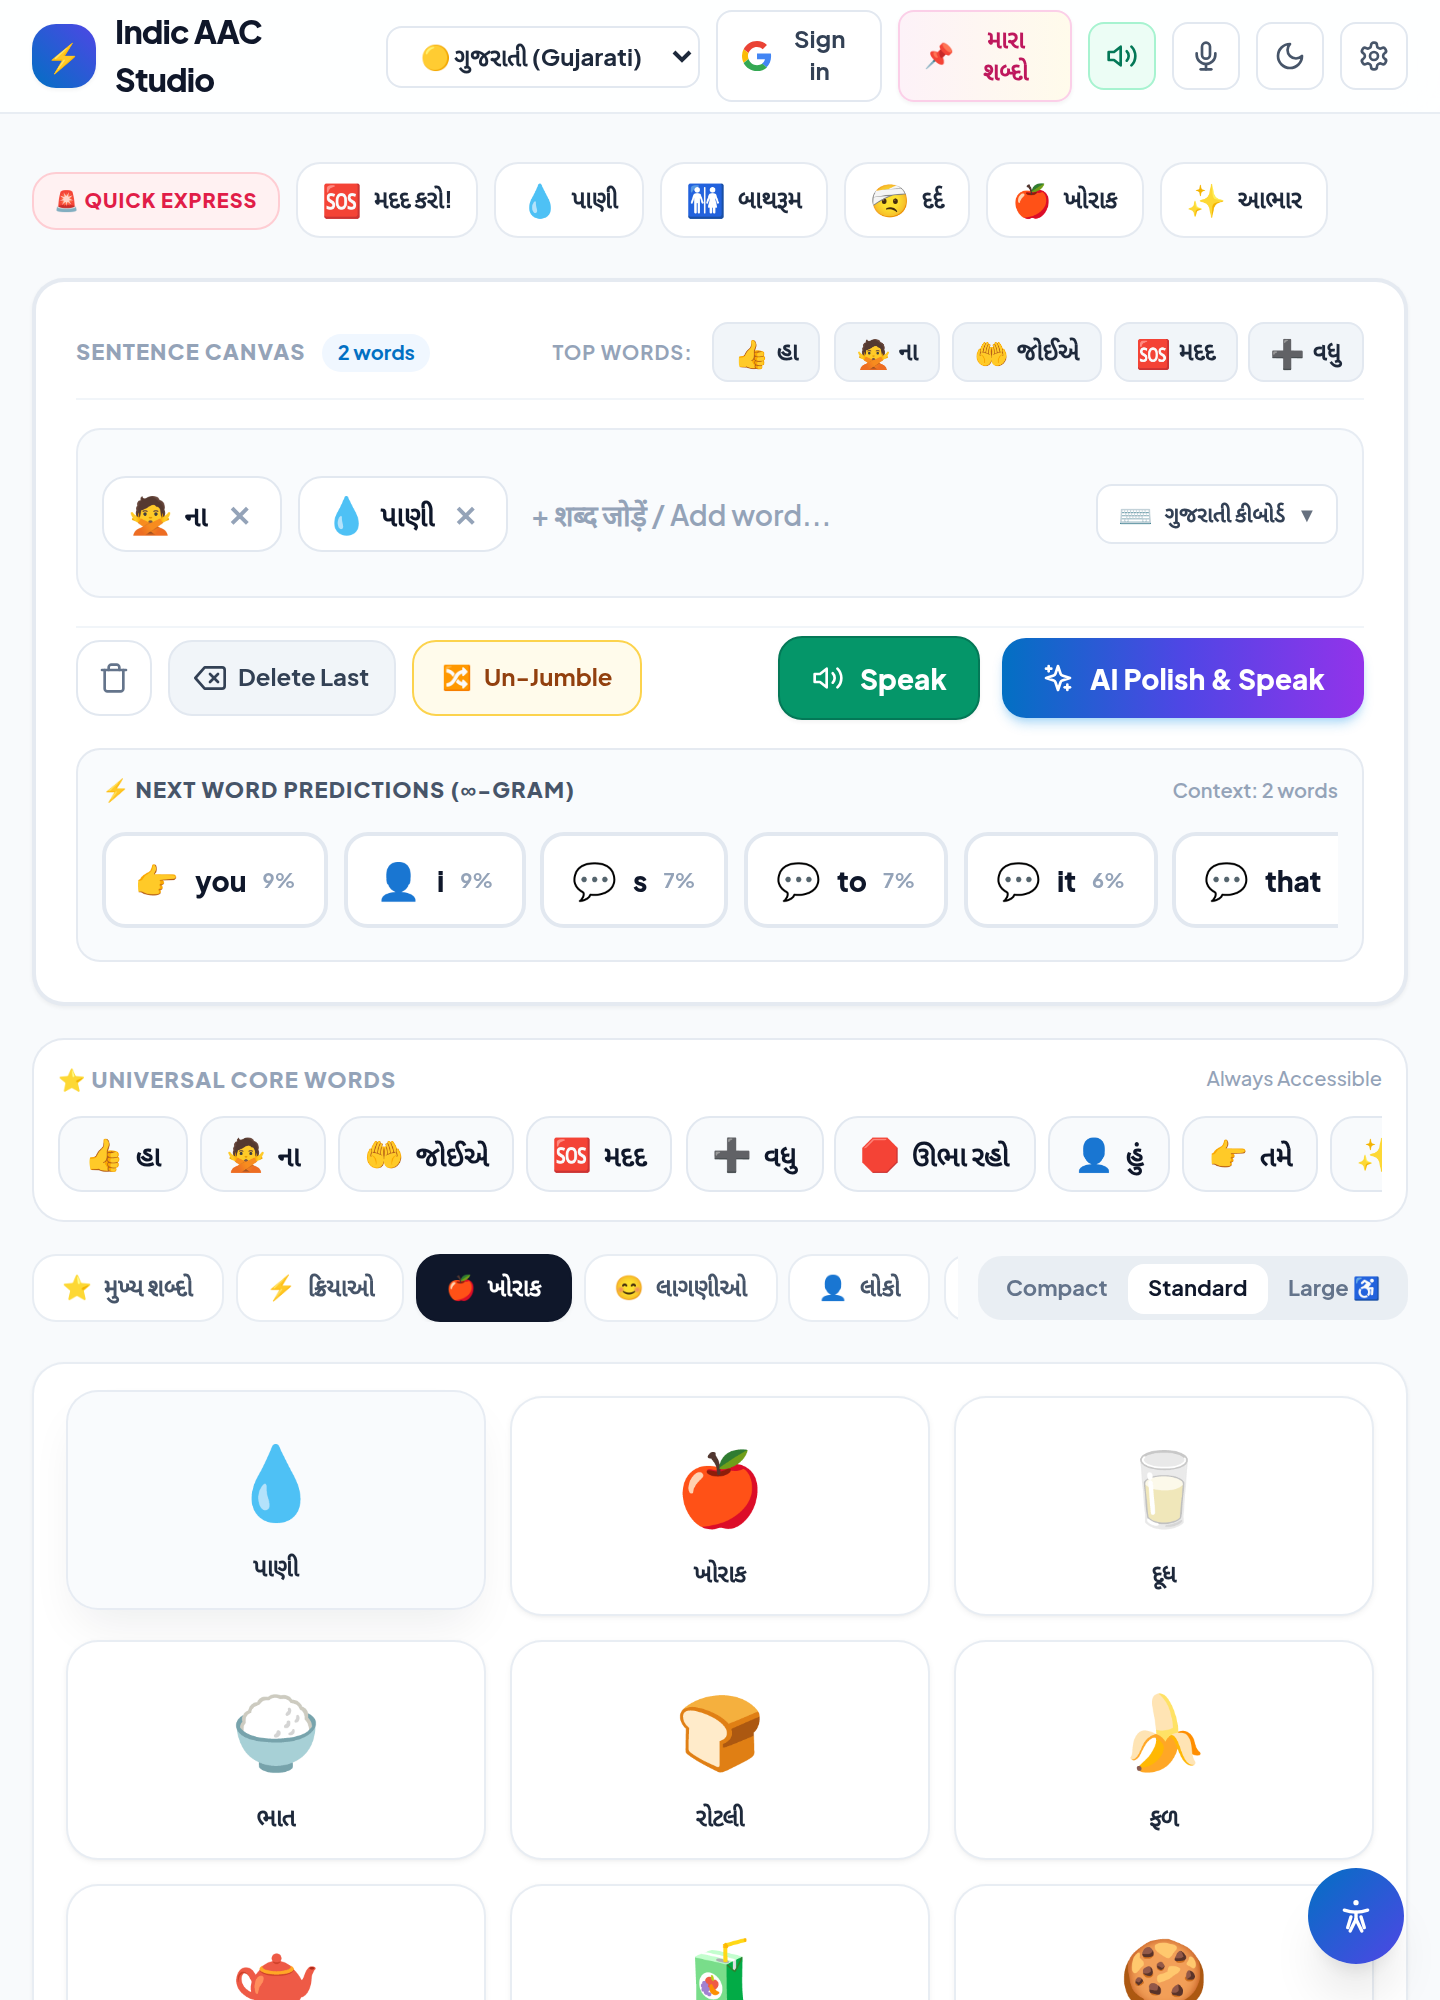 Indic AAC
Studio
ગુજરાતી (Gujarati)
Sign
in
મારા
શબ્દો
QUICK EXPRESS
SOS મદદ કરો!
પાણી
બાથરૂમ
દર્દ
ખોરાક
આભાર
SENTENCE CANVAS
2 words
TOP WORDS:
હા
ના
જોઈએ
SOS મદદ
વધુ
ના ✕
પાણી ✕
+ शब्द जोड़ें / Add word...
ગુજરાતી કીબોર્ડ ▼
Delete Last
Un-Jumble
Speak
AI Polish & Speak
NEXT WORD PREDICTIONS (∞-GRAM)
Context: 2 words
you 9%
i 9%
s 7%
to 7%
it 6%
that
UNIVERSAL CORE WORDS
Always Accessible
હા
ના
જોઈએ
SOS મદદ
વધુ
ઊભા રહો
હું
તમે
મુખ્ય શબ્દો
ક્રિયાઓ
ખોરાક
લાગણીઓ
લોકો
Compact
Standard
Large
પાણી
ખોરાક
દૂધ
ભાત
રોટલી
ફળ